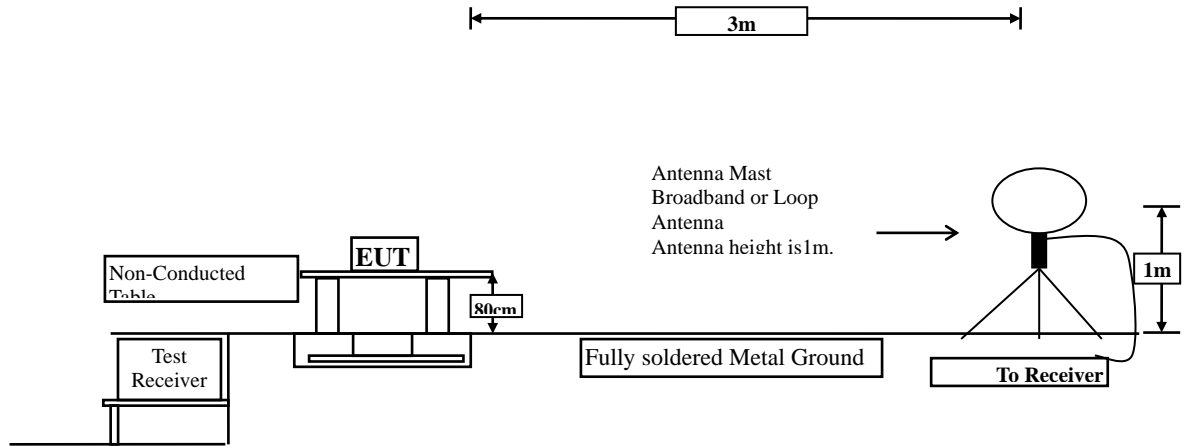 3m
Antenna Mast
Broadband or Loop
Antenna
Antenna height is1m.
EUT
Non-Conducted
Table
80cm
1m
Test
Receiver
Fully soldered Metal Ground
To Receiver